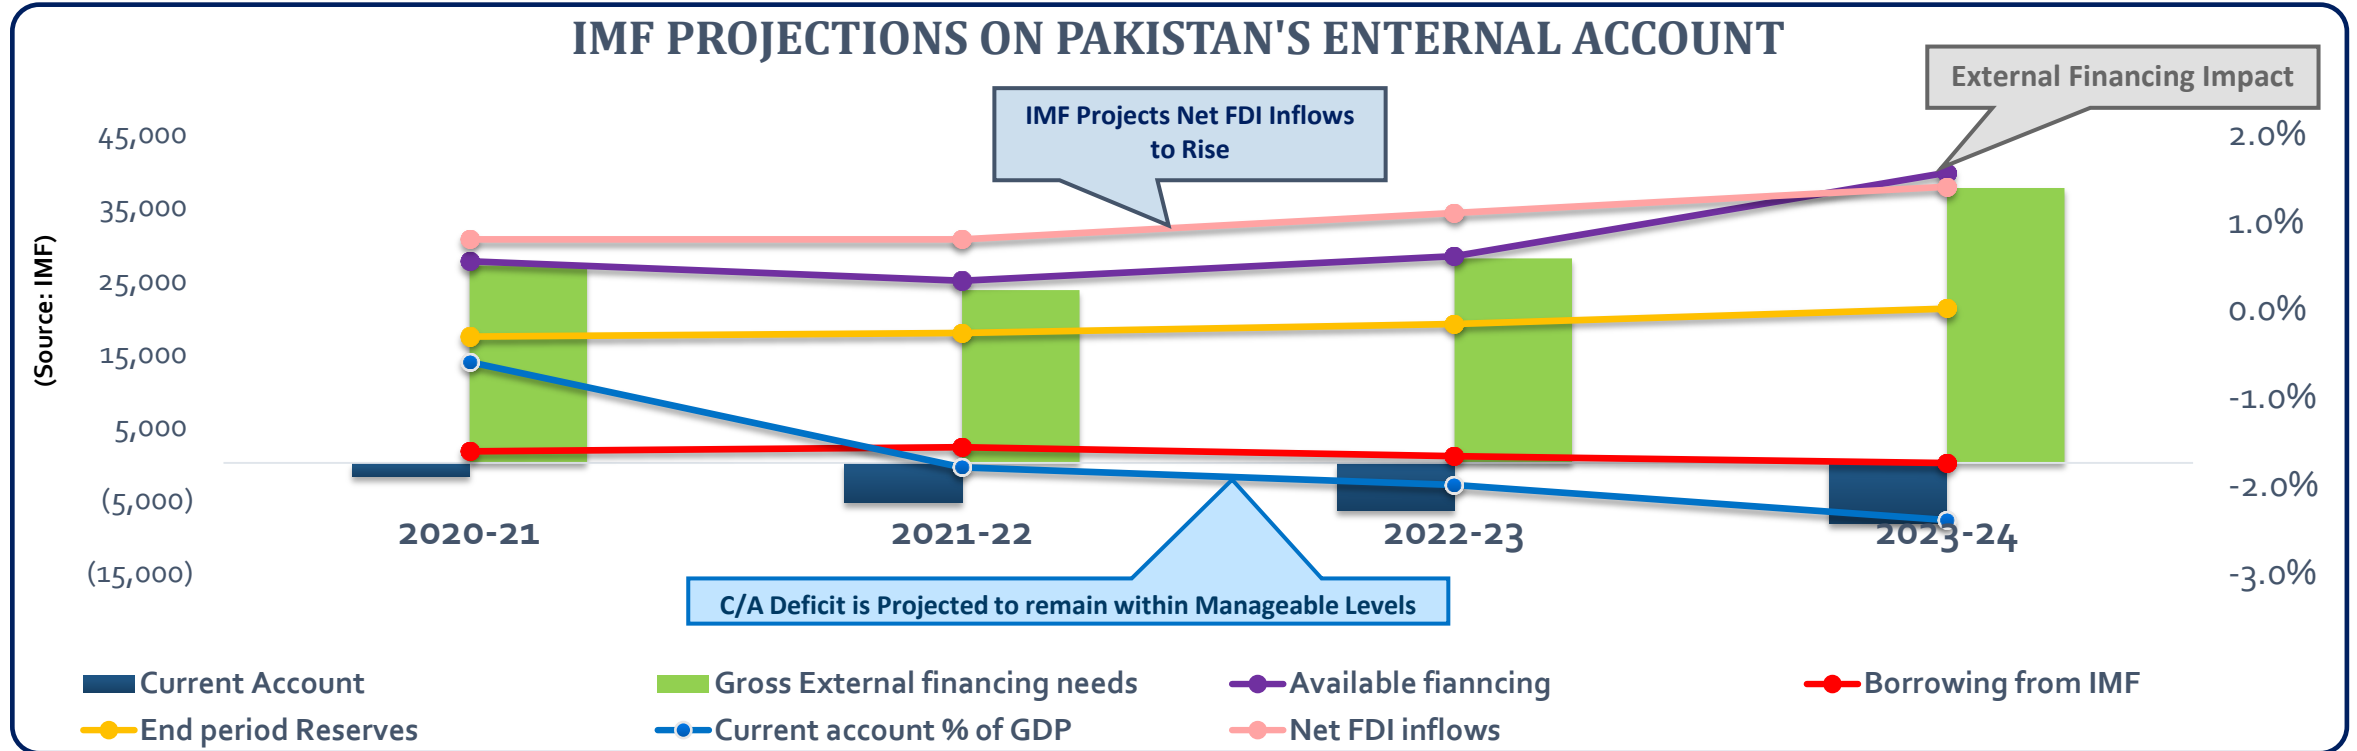 IMF PROJECTIONS ON PAKISTAN'S ENTERNAL ACCOUNT
External Financing Impact
IMF Projects Net FDI Inflows
to Rise
(Source: IMF)
45,000
35,000
25,000
15,000
5,000
(5,000)
(15,000)
2.0%
1.0%
0.0%
-1.0%
-2.0%
-3.0%
2020-21
2021-22
2022-23
2023-24
C/A Deficit is Projected to remain within Manageable Levels
Current Account
Gross External financing needs
Available fianncing
Borrowing from IMF
End period Reserves
Current account % of GDP
Net FDI inflows